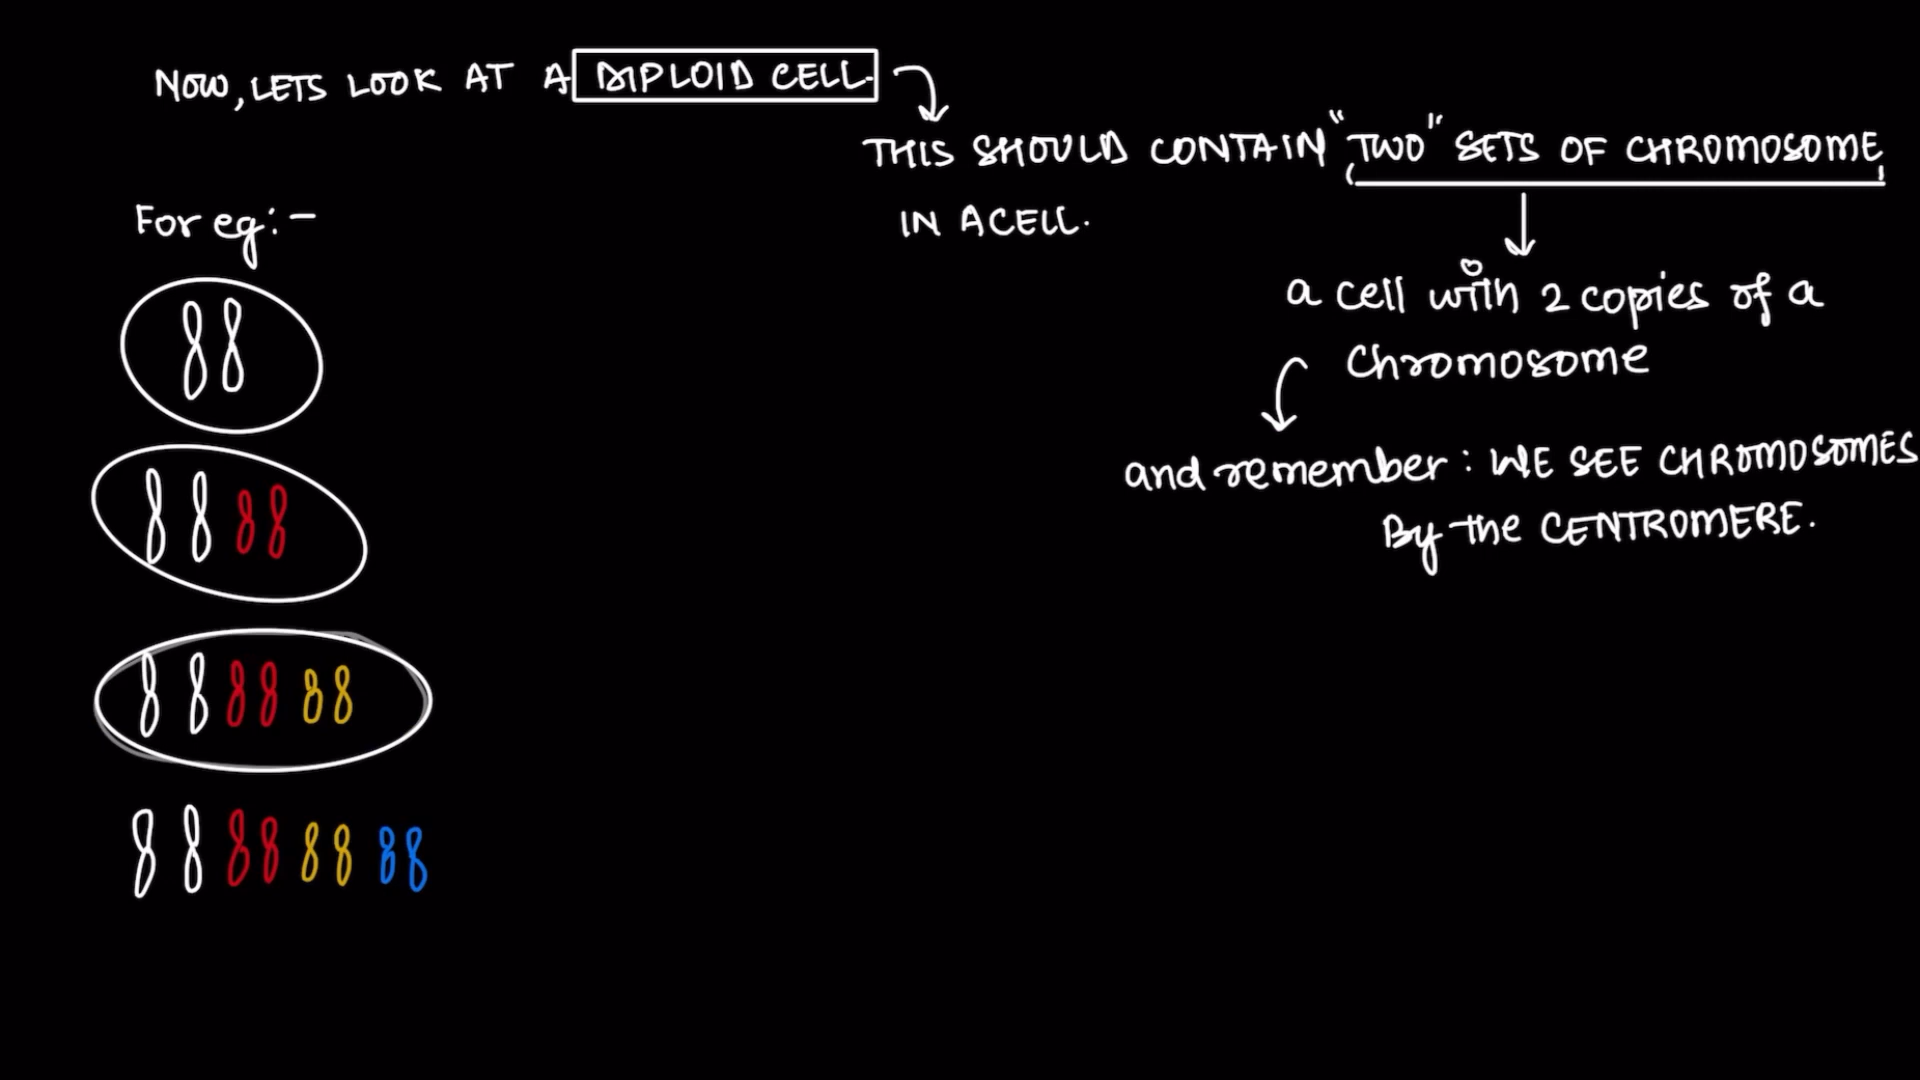 NOW, LETS LOOK AT A DIPLOID CELL.
THIS SHOULD CONTAIN "TWO" SETS OF CHROMOSOME
IN A CELL.
For eg:-
a cell with 2 copies of a
Chromosome
and remember: WE SEE CHROMOSOMES
By the CENTROMERE.